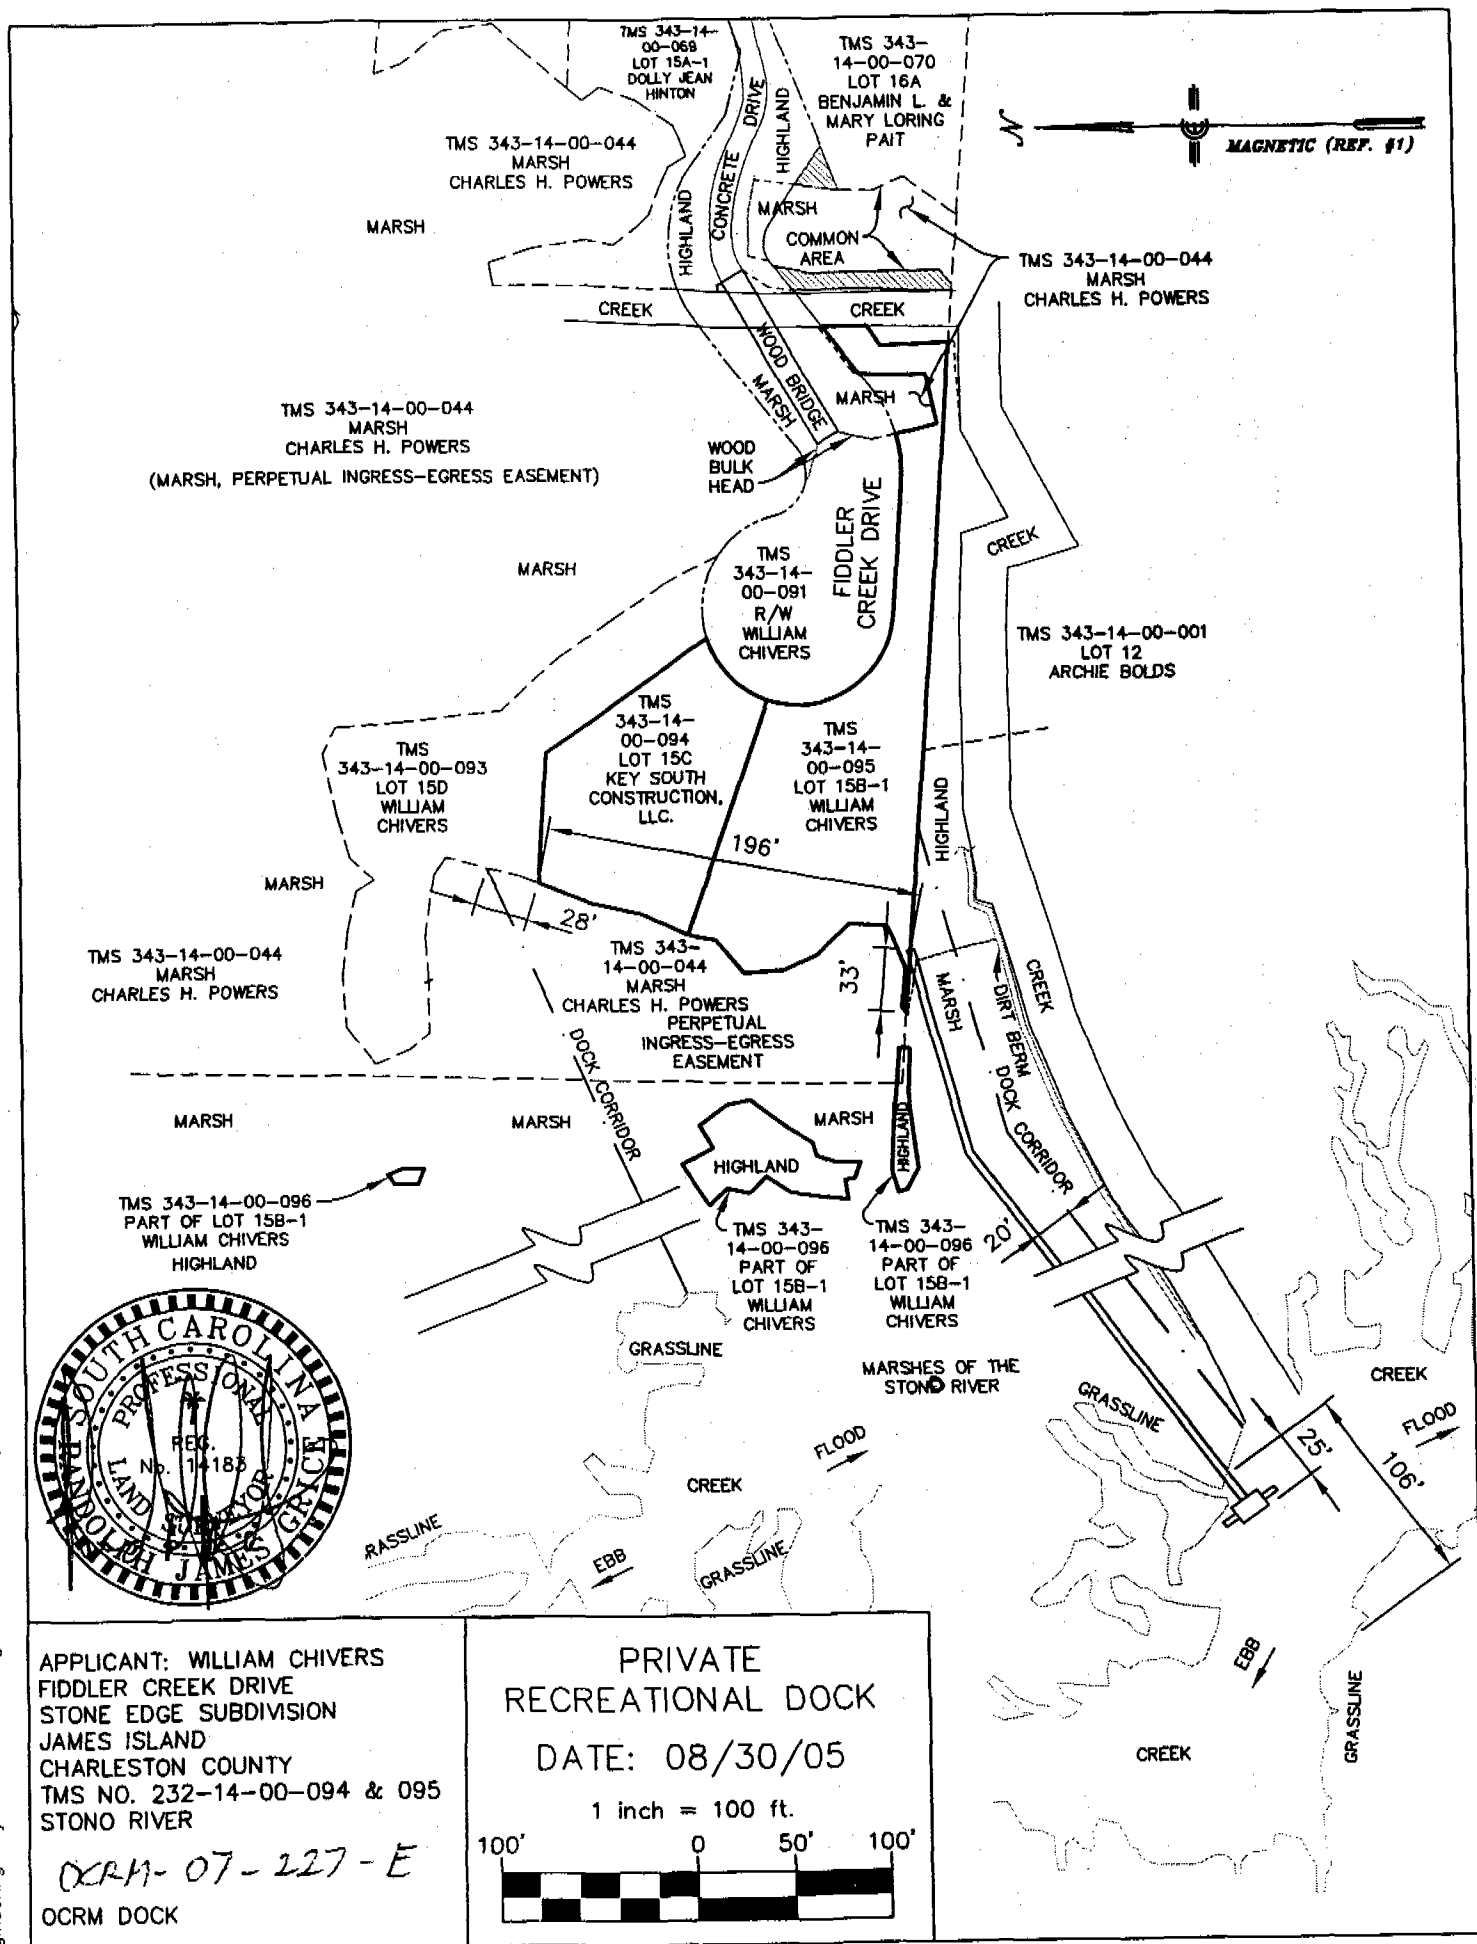 TMS 343-14-
00-069
LOT 15A-1
DOLLY JEAN
HINTON
CONCRETE DRIVE
HIGHLAND
TMS 343-
14-00-070
LOT 16A
BENJAMIN L. &
MARY LORING
PAIT
N
MAGNETIC (REF. #1)
TMS 343-14-00-044
MARSH
CHARLES H. POWERS
MARSH
HIGHLAND
MARSH
COMMON
AREA
TMS 343-14-00-044
MARSH
CHARLES H. POWERS
CREEK
CREEK
WOOD BRIDGE
MARSH
MARSH
TMS 343-14-00-044
MARSH
CHARLES H. POWERS
(MARSH, PERPETUAL INGRESS-EGRESS EASEMENT)
WOOD
BULK
HEAD
FIDDLER
CREEK DRIVE
CREEK
MARSH
TMS
343-14-
00-091
R/W
WILLIAM
CHIVERS
TMS 343-14-00-001
LOT 12
ARCHIE BOLDS
TMS
343-14-00-093
LOT 15D
WILLIAM
CHIVERS
TMS
343-14-
00-094
LOT 15C
KEY SOUTH
CONSTRUCTION,
LLC.
TMS
343-14-
00-095
LOT 15B-1
WILLIAM
CHIVERS
HIGHLAND
196'
MARSH
28'
33'
TMS 343-14-00-044
MARSH
CHARLES H. POWERS
TMS 343-
14-00-044
MARSH
CHARLES H. POWERS
PERPETUAL
INGRESS-EGRESS
EASEMENT
MARSH
DIRT BERM
CREEK
DOCK CORRIDOR
DOCK CORRIDOR
MARSH
MARSH
MARSH
HIGHLAND
HIGHLAND
TMS 343-14-00-096
PART OF LOT 15B-1
WILLIAM CHIVERS
HIGHLAND
TMS 343-
14-00-096
PART OF
LOT 15B-1
WILLIAM
CHIVERS
TMS 343-
14-00-096
PART OF
LOT 15B-1
WILLIAM
CHIVERS
20'
GRASSLINE
MARSHES OF THE
STONO RIVER
GRASSLINE
CREEK
FLOOD
FLOOD
25'
106'
CREEK
RASSLINE
EBB
GRASSLINE
EBB
GRASSLINE
CREEK
SOUTH CAROLINA
PROFESSIONAL
REG.
No. 14183
LAND SURVEYOR
RANDOLPH JAMES GRICE
APPLICANT: WILLIAM CHIVERS
FIDDLER CREEK DRIVE
STONE EDGE SUBDIVISION
JAMES ISLAND
CHARLESTON COUNTY
TMS NO. 232-14-00-094 & 095
STONO RIVER
OCRM-07-227-E
OCRM DOCK
PRIVATE
RECREATIONAL DOCK
DATE: 08/30/05
1 inch = 100 ft.
100' 0 50' 100'